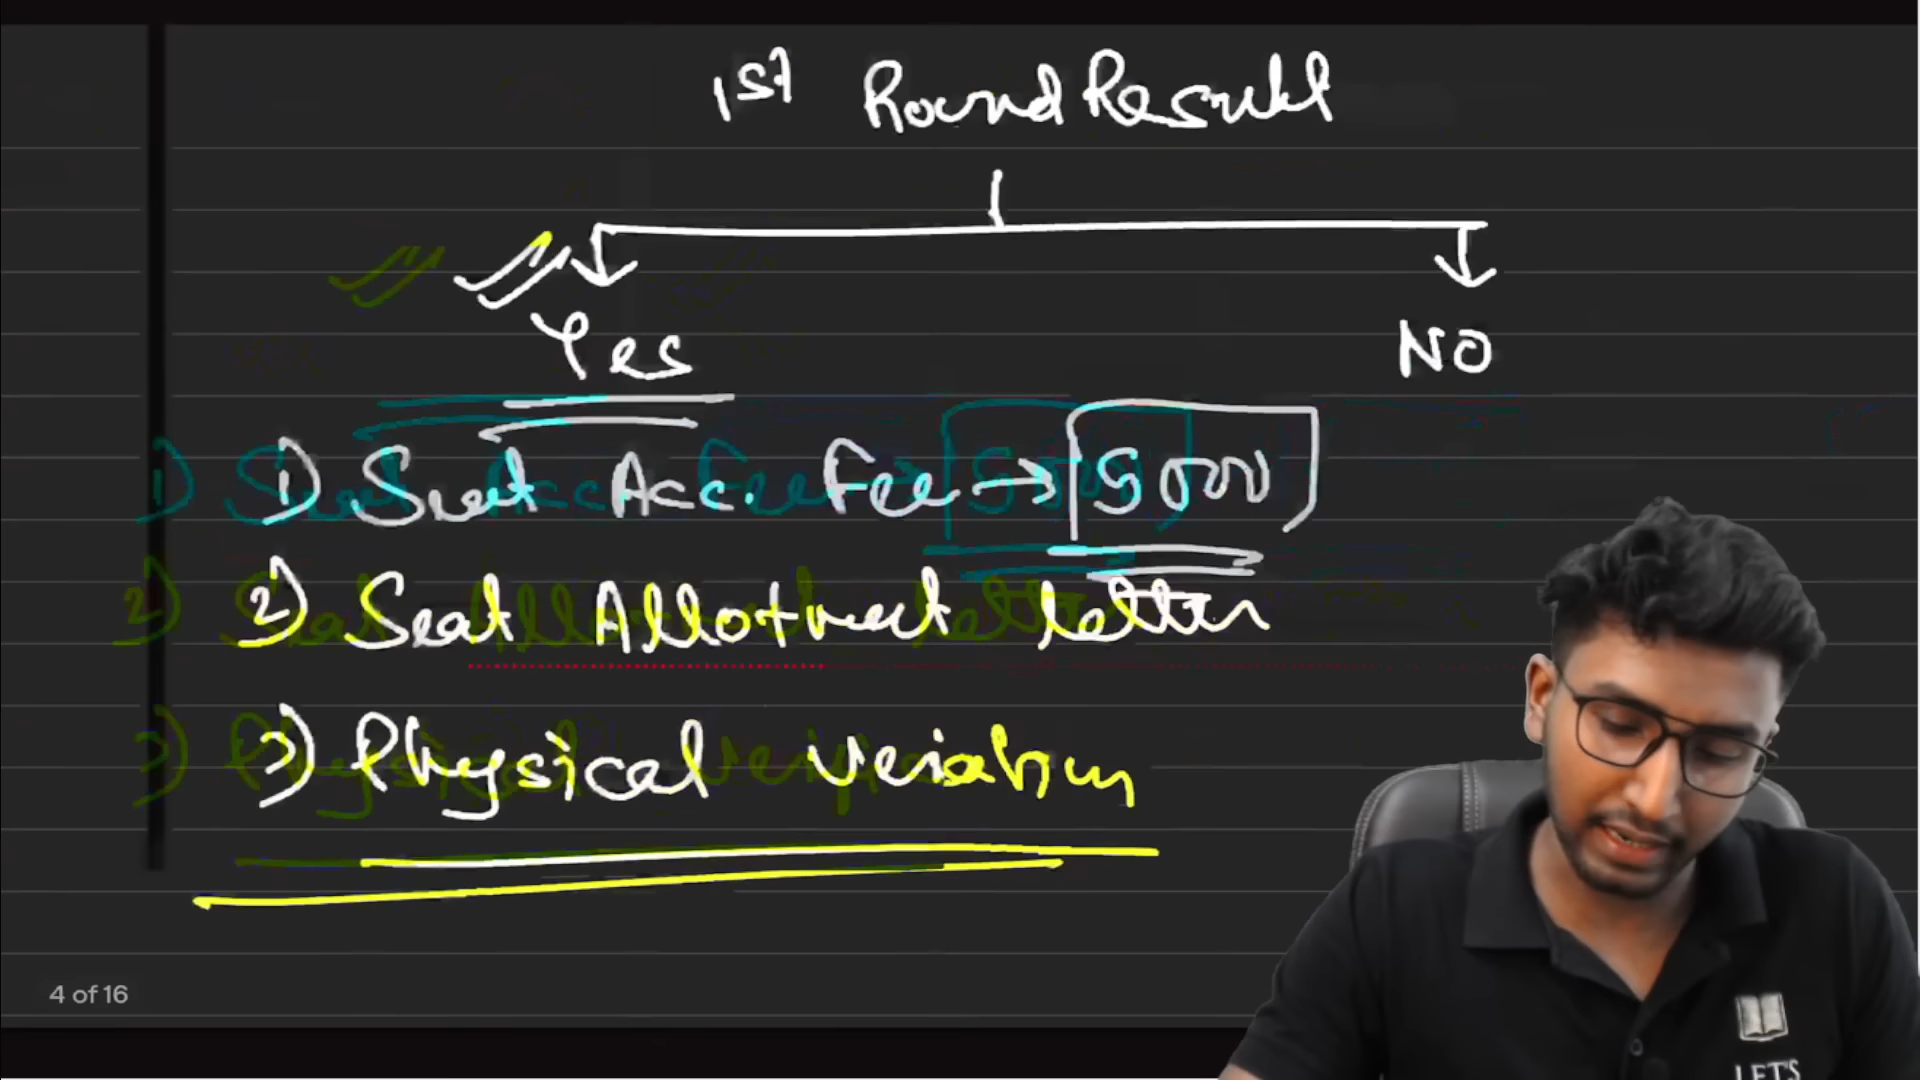 1st Round Result
Yes
NO
1) Seat Acc. Fee → 5000
2) Seat Allotment letter
3) Physical
4 of 16
LET'S